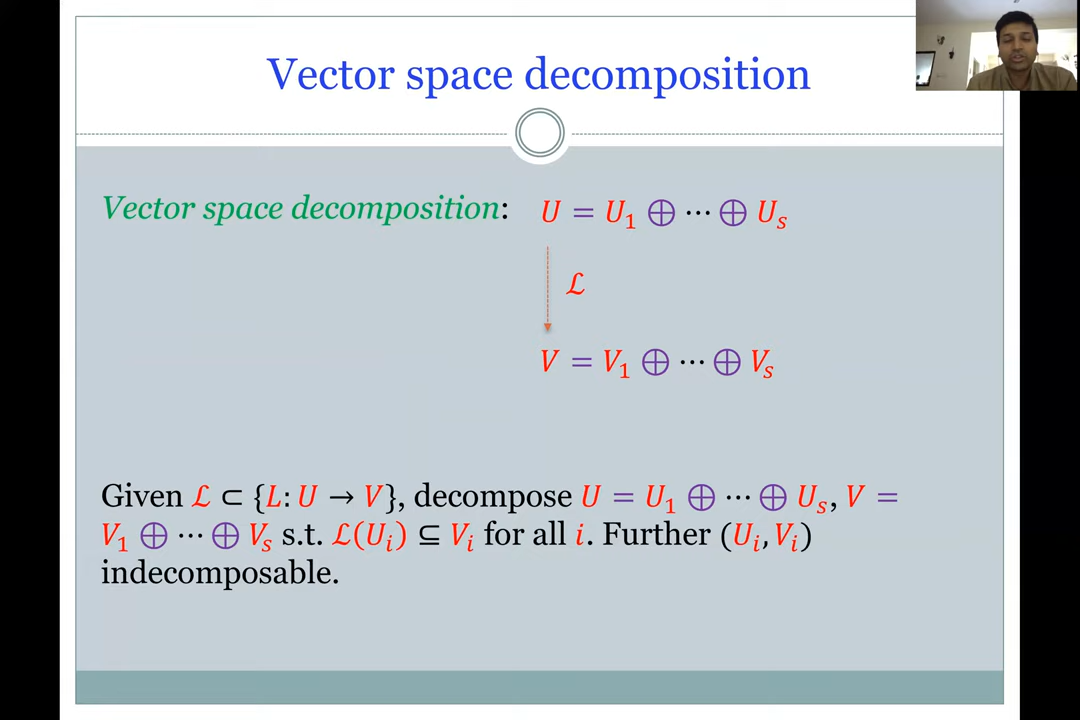 Vector space decomposition
Vector space decomposition: U = U₁ ⊕ ⋯ ⊕ Uₛ
ℒ
V = V₁ ⊕ ⋯ ⊕ Vₛ
Given ℒ ⊂ {L: U → V}, decompose U = U₁ ⊕ ⋯ ⊕ Uₛ, V =
V₁ ⊕ ⋯ ⊕ Vₛ s.t. ℒ(Uᵢ) ⊆ Vᵢ for all i. Further (Uᵢ, Vᵢ)
indecomposable.